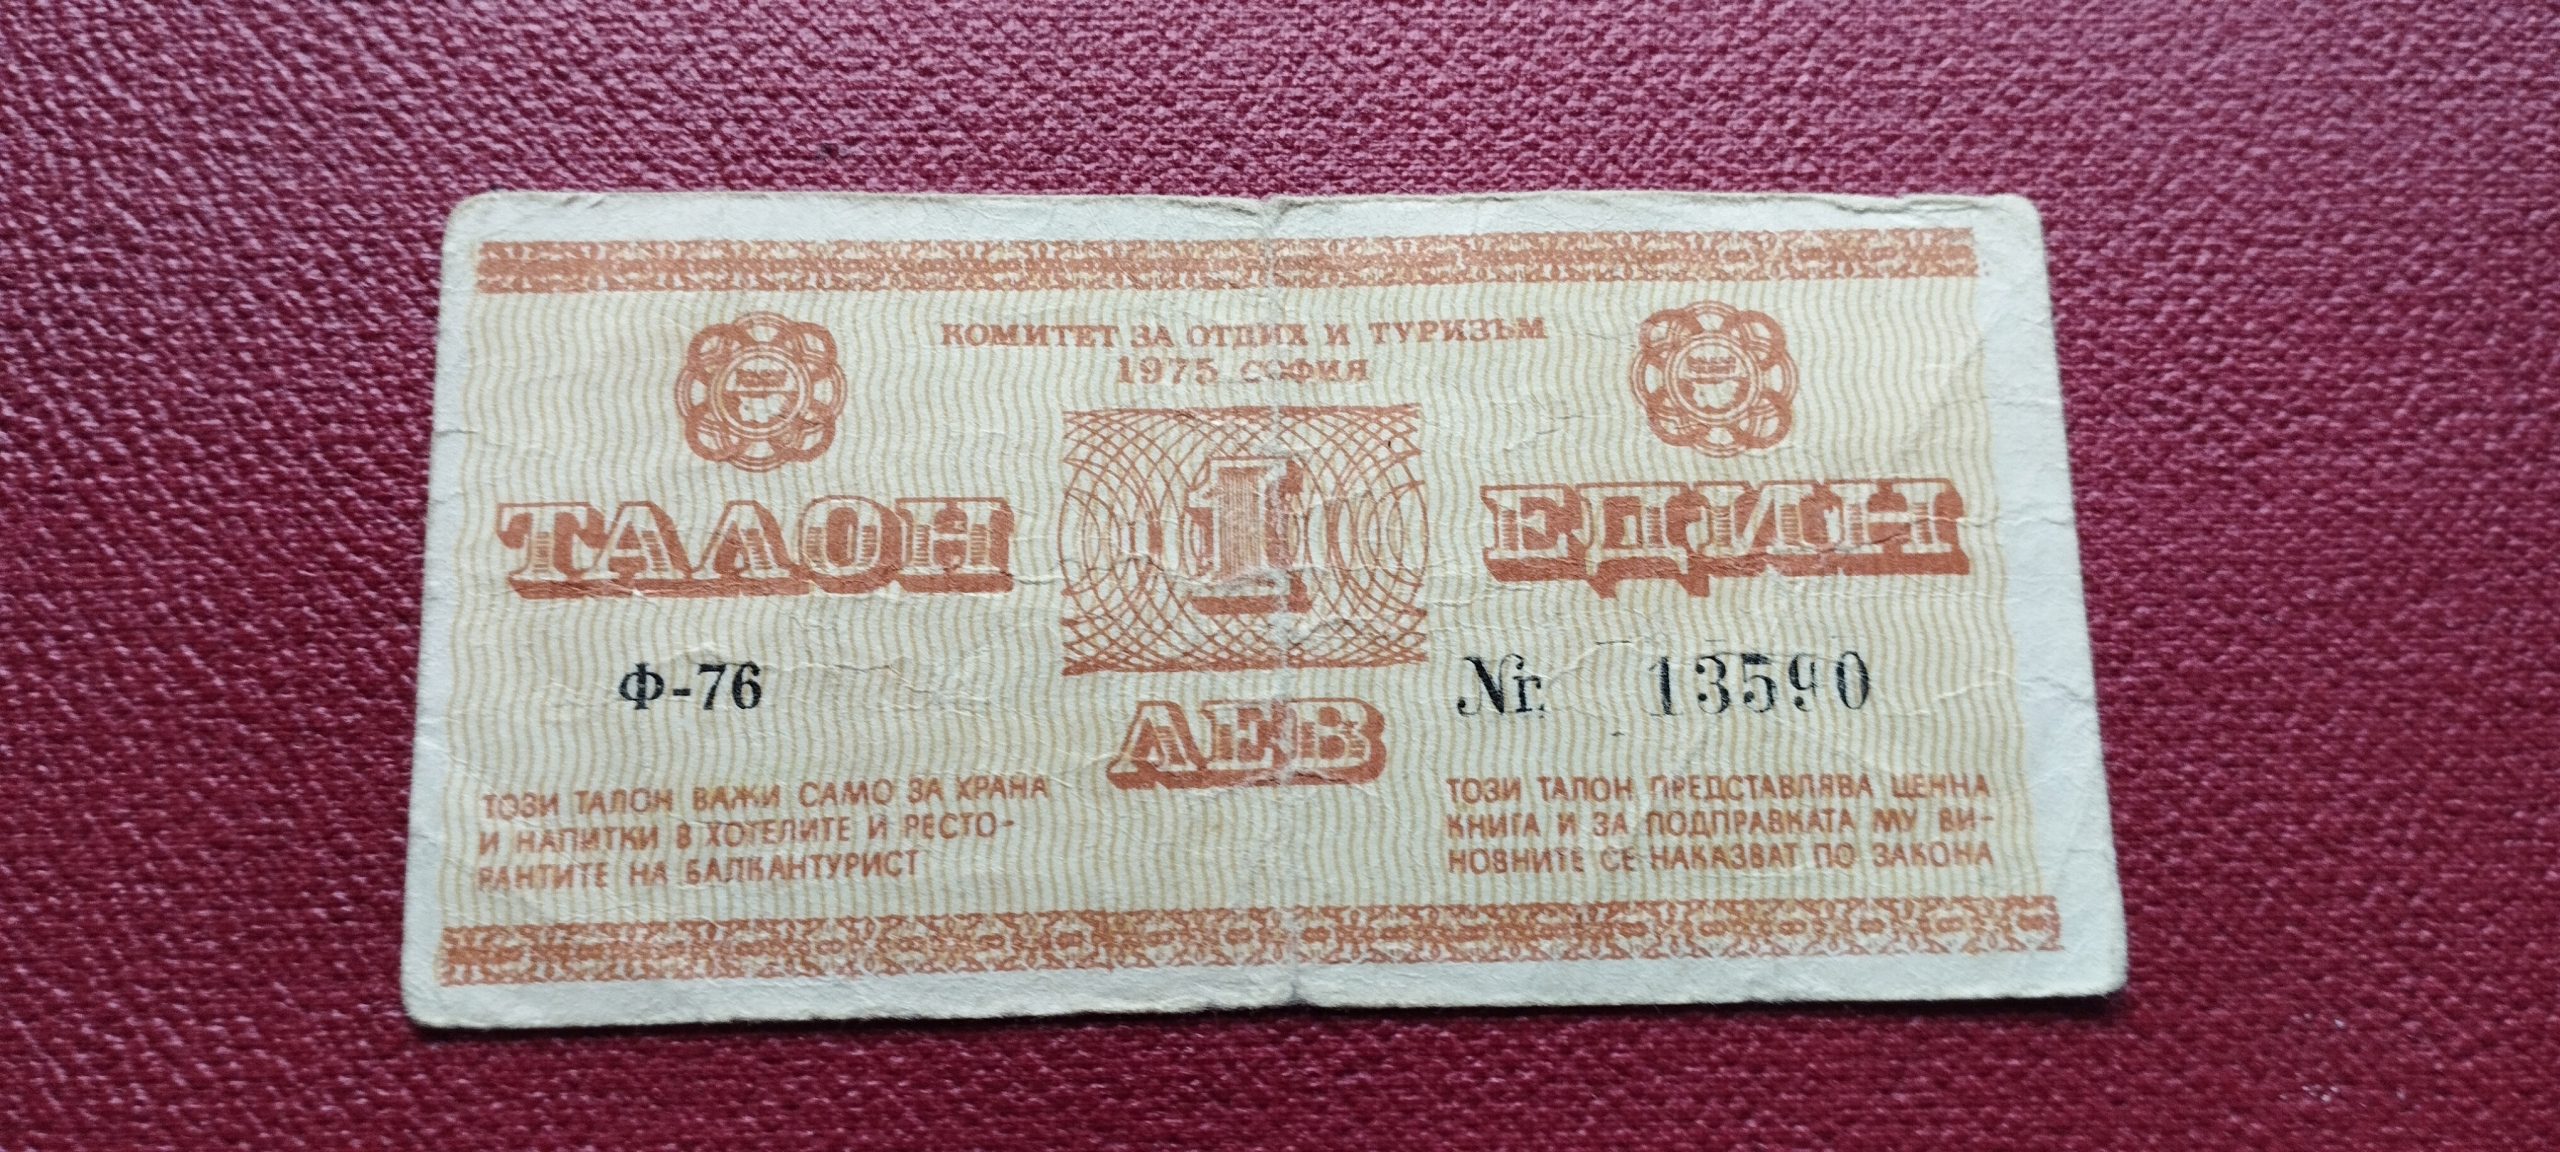 КОМИТЕТ ЗА ОТДИХ И ТУРИЗЪМ
1975 СОФИЯ
ТАЛОН 1 ЕДИН
Ф-76
ЛЕВ
Nr. 13590
ТОЗИ ТАЛОН ВАЖИ САМО ЗА ХРАНА
И НАПИТКИ В ХОТЕЛИТЕ И РЕСТО-
РАНТИТЕ НА БАЛКАНТУРИСТ
ТОЗИ ТАЛОН ПРЕДСТАВЛЯВА ЦЕННА
КНИГА И ЗА ПОДПРАВКАТА МУ ВИ-
НОВНИТЕ СЕ НАКАЗВАТ ПО ЗАКОНА